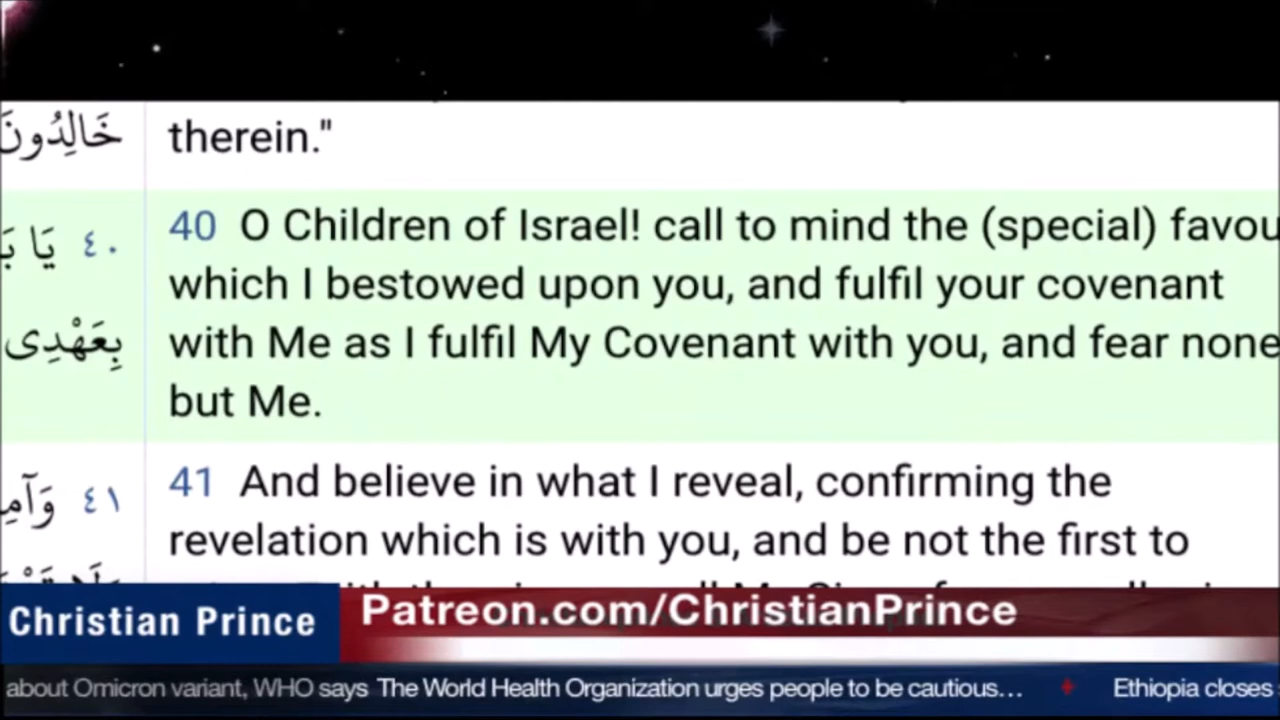 خَالِدُونَ
therein."
٤٠ يَا
40 O Children of Israel! call to mind the (special) favou
which I bestowed upon you, and fulfil your covenant
بِعَهْدِى
with Me as I fulfil My Covenant with you, and fear none
but Me.
٤١
41 And believe in what I reveal, confirming the
revelation which is with you, and be not the first to
Christian Prince
Patreon.com/ChristianPrince
about Omicron variant, WHO says The World Health Organization urges people to be cautious... Ethiopia closes